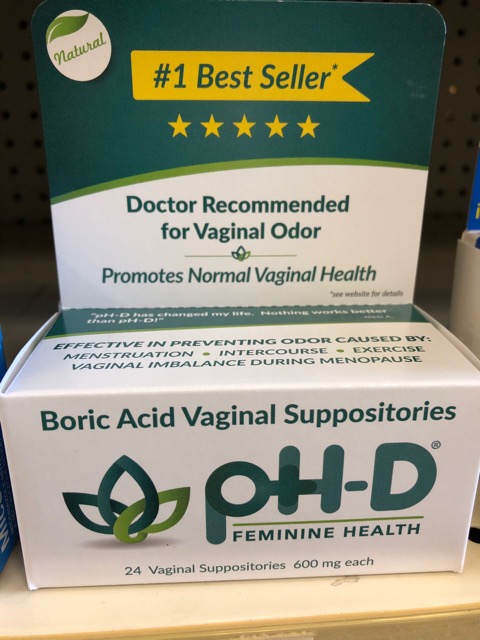 Natural
#1 Best Seller*
Doctor Recommended
for Vaginal Odor
Promotes Normal Vaginal Health
*see website for details
"pH-D has changed my life. Nothing works better
than pH-D!"
EFFECTIVE IN PREVENTING ODOR CAUSED BY:
MENSTRUATION • INTERCOURSE • EXERCISE
VAGINAL IMBALANCE DURING MENOPAUSE
Boric Acid Vaginal Suppositories
pH-D®
FEMININE HEALTH
24 Vaginal Suppositories 600 mg each